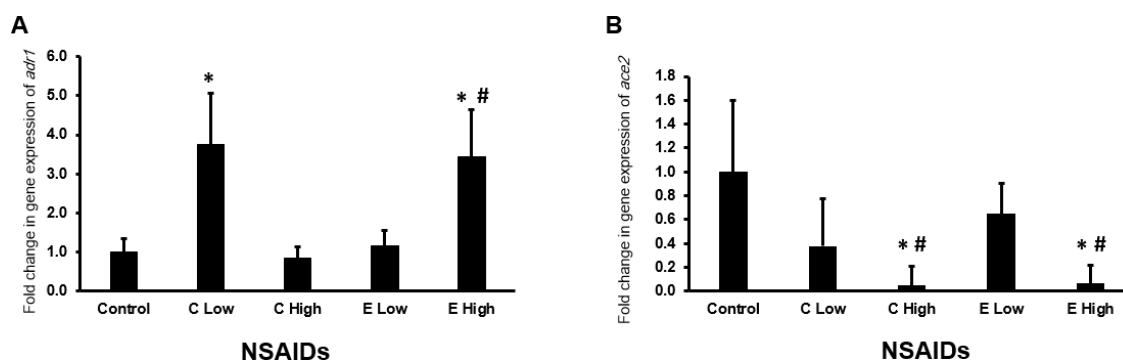 A
Fold change in gene expression of adr1
6.0
5.0
4.0
3.0
2.0
1.0
0.0
*
* #
Control
C Low
C High
E Low
E High
NSAIDs
B
Fold change in gene expression of ace2
1.8
1.6
1.4
1.2
1.0
0.8
0.6
0.4
0.2
0.0
* #
* #
Control
C Low
C High
E Low
E High
NSAIDs